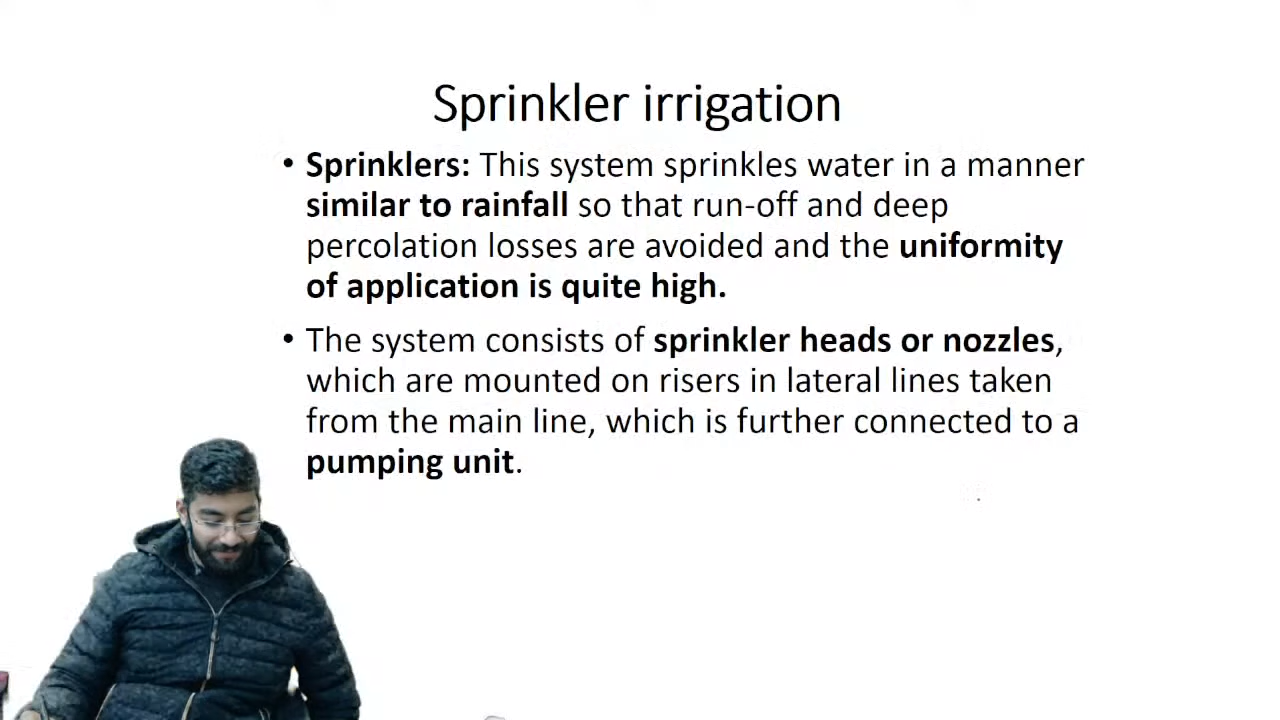 Sprinkler irrigation
• Sprinklers: This system sprinkles water in a manner
similar to rainfall so that run-off and deep
percolation losses are avoided and the uniformity
of application is quite high.
• The system consists of sprinkler heads or nozzles,
which are mounted on risers in lateral lines taken
from the main line, which is further connected to a
pumping unit.